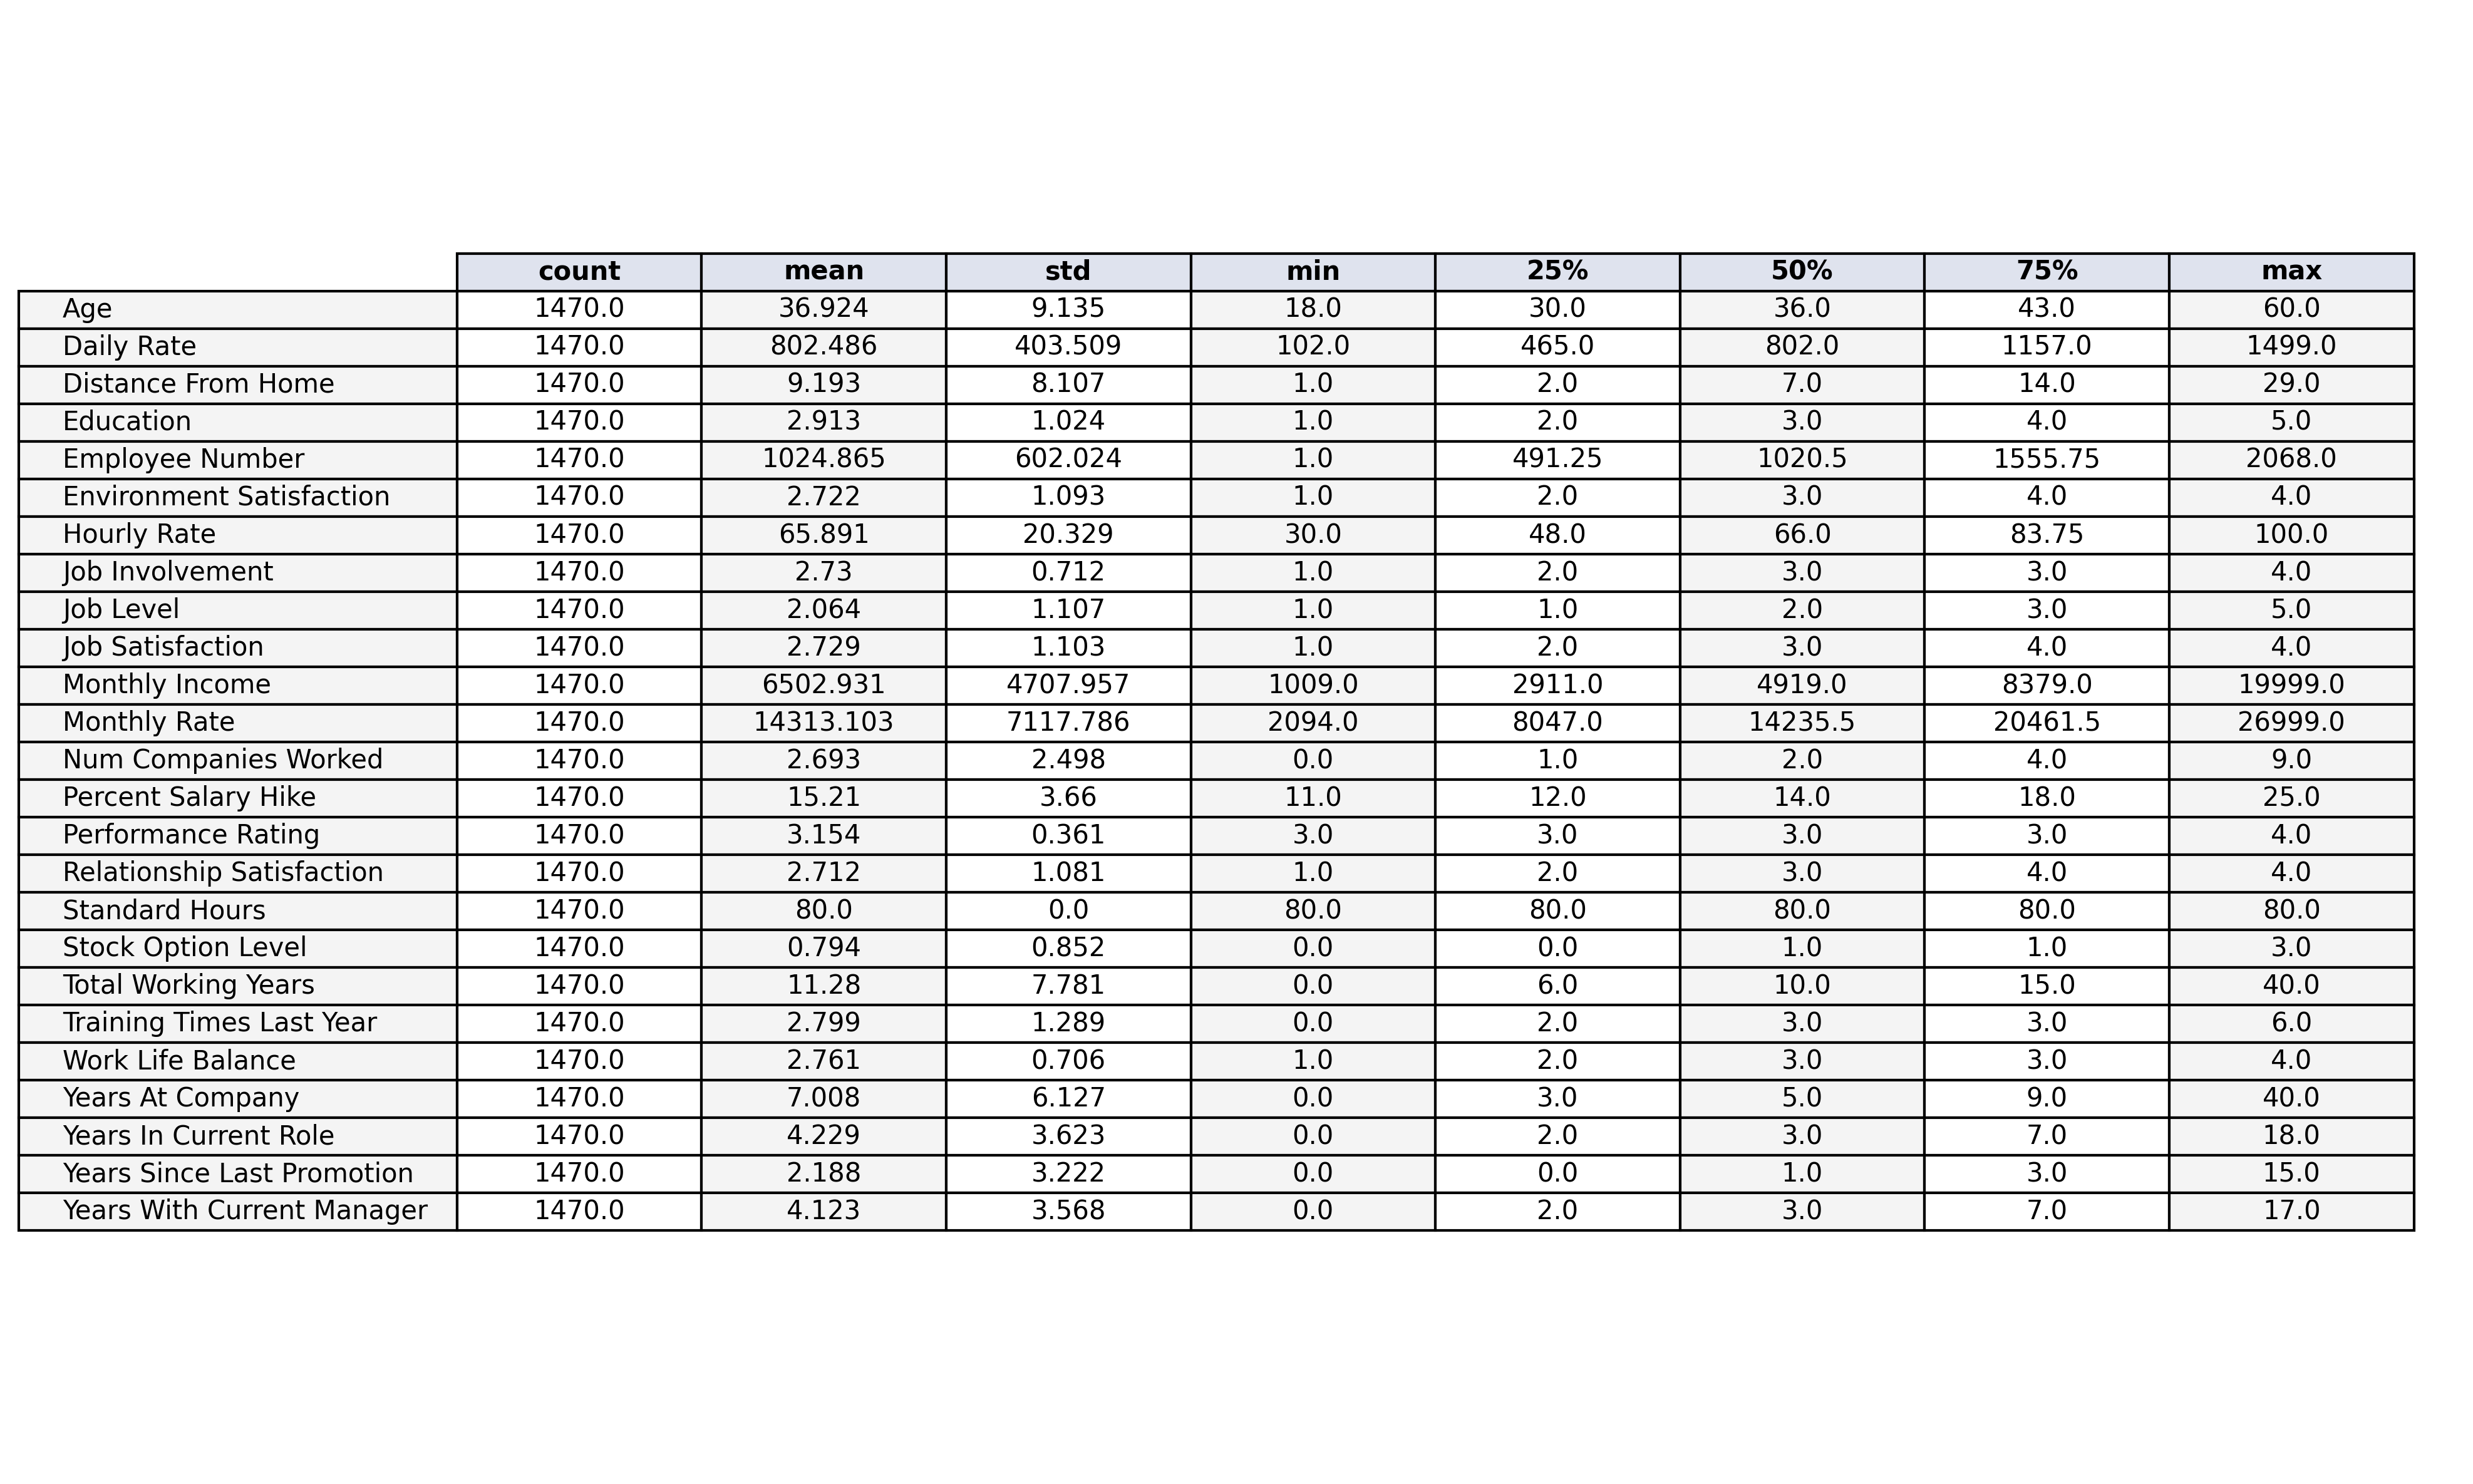 count mean std min 25% 50% 75% max
Age 1470.0 36.924 9.135 18.0 30.0 36.0 43.0 60.0
Daily Rate 1470.0 802.486 403.509 102.0 465.0 802.0 1157.0 1499.0
Distance From Home 1470.0 9.193 8.107 1.0 2.0 7.0 14.0 29.0
Education 1470.0 2.913 1.024 1.0 2.0 3.0 4.0 5.0
Employee Number 1470.0 1024.865 602.024 1.0 491.25 1020.5 1555.75 2068.0
Environment Satisfaction 1470.0 2.722 1.093 1.0 2.0 3.0 4.0 4.0
Hourly Rate 1470.0 65.891 20.329 30.0 48.0 66.0 83.75 100.0
Job Involvement 1470.0 2.73 0.712 1.0 2.0 3.0 3.0 4.0
Job Level 1470.0 2.064 1.107 1.0 1.0 2.0 3.0 5.0
Job Satisfaction 1470.0 2.729 1.103 1.0 2.0 3.0 4.0 4.0
Monthly Income 1470.0 6502.931 4707.957 1009.0 2911.0 4919.0 8379.0 19999.0
Monthly Rate 1470.0 14313.103 7117.786 2094.0 8047.0 14235.5 20461.5 26999.0
Num Companies Worked 1470.0 2.693 2.498 0.0 1.0 2.0 4.0 9.0
Percent Salary Hike 1470.0 15.21 3.66 11.0 12.0 14.0 18.0 25.0
Performance Rating 1470.0 3.154 0.361 3.0 3.0 3.0 3.0 4.0
Relationship Satisfaction 1470.0 2.712 1.081 1.0 2.0 3.0 4.0 4.0
Standard Hours 1470.0 80.0 0.0 80.0 80.0 80.0 80.0 80.0
Stock Option Level 1470.0 0.794 0.852 0.0 0.0 1.0 1.0 3.0
Total Working Years 1470.0 11.28 7.781 0.0 6.0 10.0 15.0 40.0
Training Times Last Year 1470.0 2.799 1.289 0.0 2.0 3.0 3.0 6.0
Work Life Balance 1470.0 2.761 0.706 1.0 2.0 3.0 3.0 4.0
Years At Company 1470.0 7.008 6.127 0.0 3.0 5.0 9.0 40.0
Years In Current Role 1470.0 4.229 3.623 0.0 2.0 3.0 7.0 18.0
Years Since Last Promotion 1470.0 2.188 3.222 0.0 0.0 1.0 3.0 15.0
Years With Current Manager 1470.0 4.123 3.568 0.0 2.0 3.0 7.0 17.0